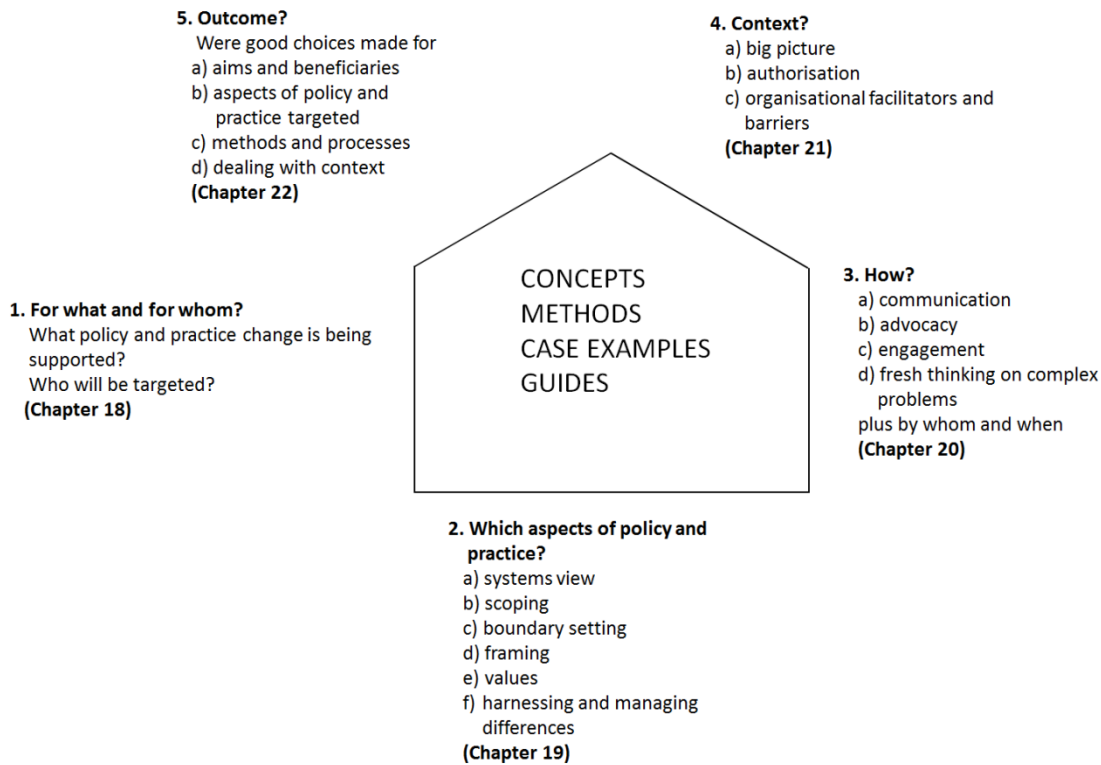 5. Outcome?
Were good choices made for
a) aims and beneficiaries
b) aspects of policy and
practice targeted
c) methods and processes
d) dealing with context
(Chapter 22)
4. Context?
a) big picture
b) authorisation
c) organisational facilitators and
barriers
(Chapter 21)
1. For what and for whom?
What policy and practice change is being
supported?
Who will be targeted?
(Chapter 18)
CONCEPTS
METHODS
CASE EXAMPLES
GUIDES
3. How?
a) communication
b) advocacy
c) engagement
d) fresh thinking on complex
problems
plus by whom and when
(Chapter 20)
2. Which aspects of policy and
practice?
a) systems view
b) scoping
c) boundary setting
d) framing
e) values
f) harnessing and managing
differences
(Chapter 19)